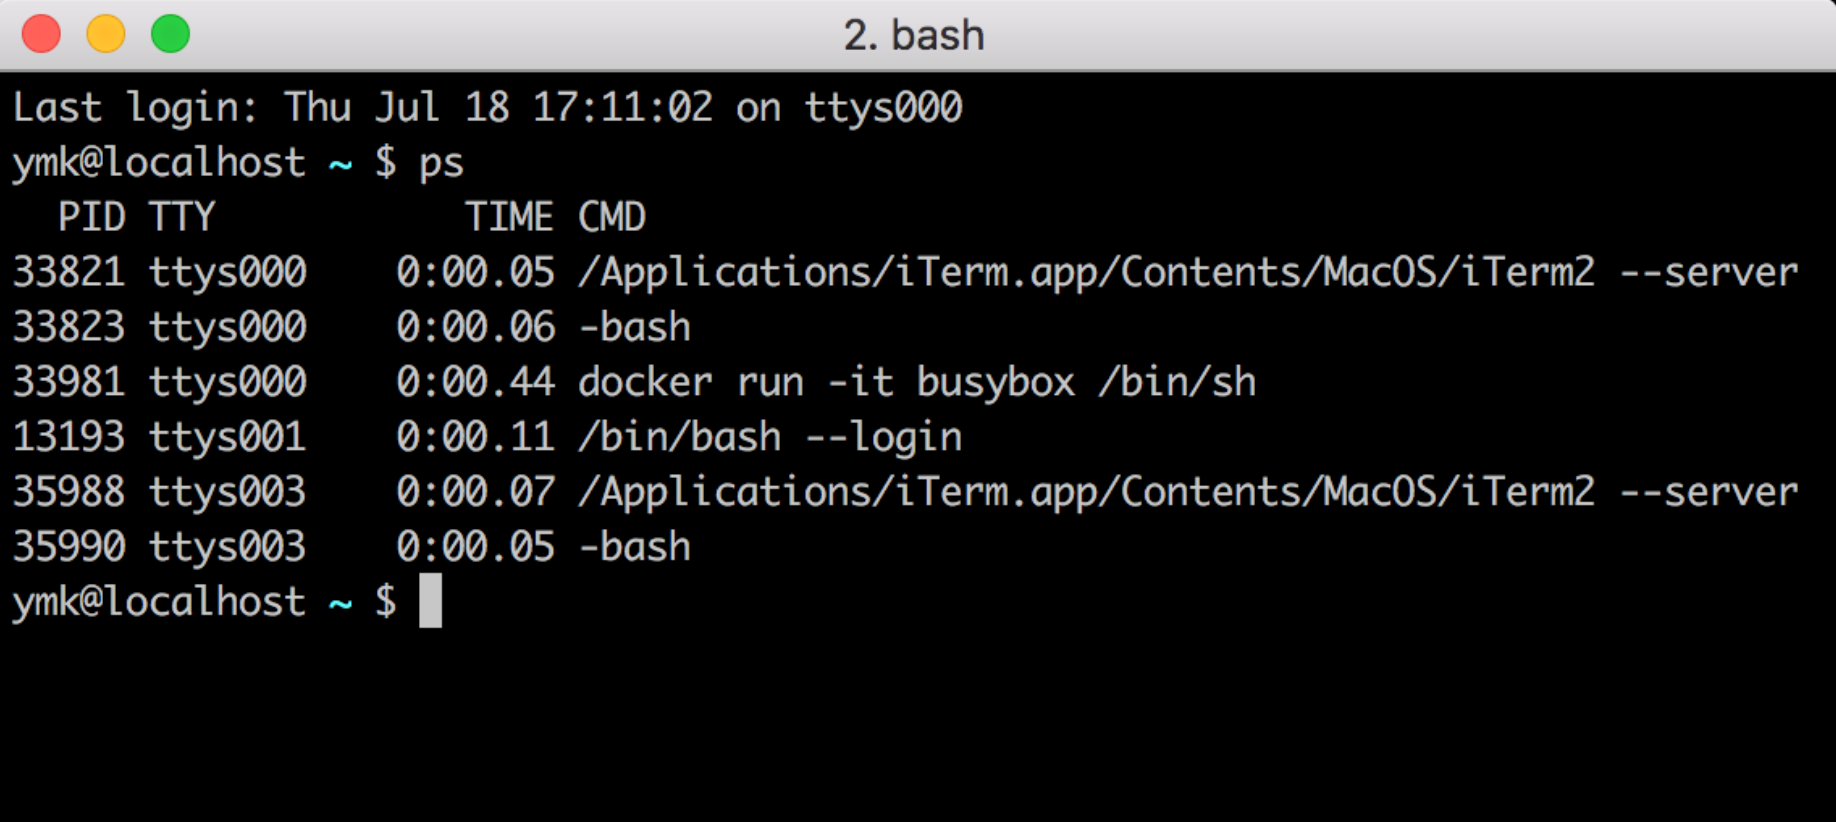 2. bash
Last login: Thu Jul 18 17:11:02 on ttys000
ymk@localhost ~ $ ps
  PID TTY           TIME CMD
33821 ttys000    0:00.05 /Applications/iTerm.app/Contents/MacOS/iTerm2 --server
33823 ttys000    0:00.06 -bash
33981 ttys000    0:00.44 docker run -it busybox /bin/sh
13193 ttys001    0:00.11 /bin/bash --login
35988 ttys003    0:00.07 /Applications/iTerm.app/Contents/MacOS/iTerm2 --server
35990 ttys003    0:00.05 -bash
ymk@localhost ~ $